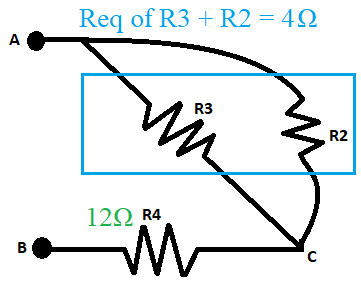 Req of R3 + R2 = 4Ω
A
R3
R2
12Ω R4
B
C